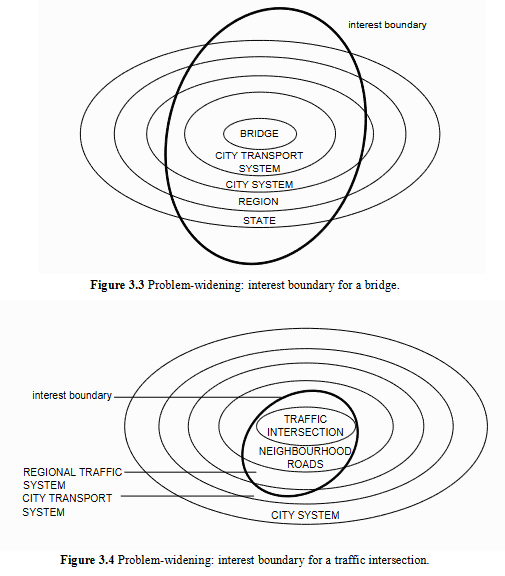 interest boundary
BRIDGE
CITY TRANSPORT
SYSTEM
CITY SYSTEM
REGION
STATE
Figure 3.3 Problem-widening: interest boundary for a bridge.
interest boundary
TRAFFIC
INTERSECTION
NEIGHBOURHOOD
ROADS
REGIONAL TRAFFIC
SYSTEM
CITY TRANSPORT
SYSTEM
CITY SYSTEM
Figure 3.4 Problem-widening: interest boundary for a traffic intersection.